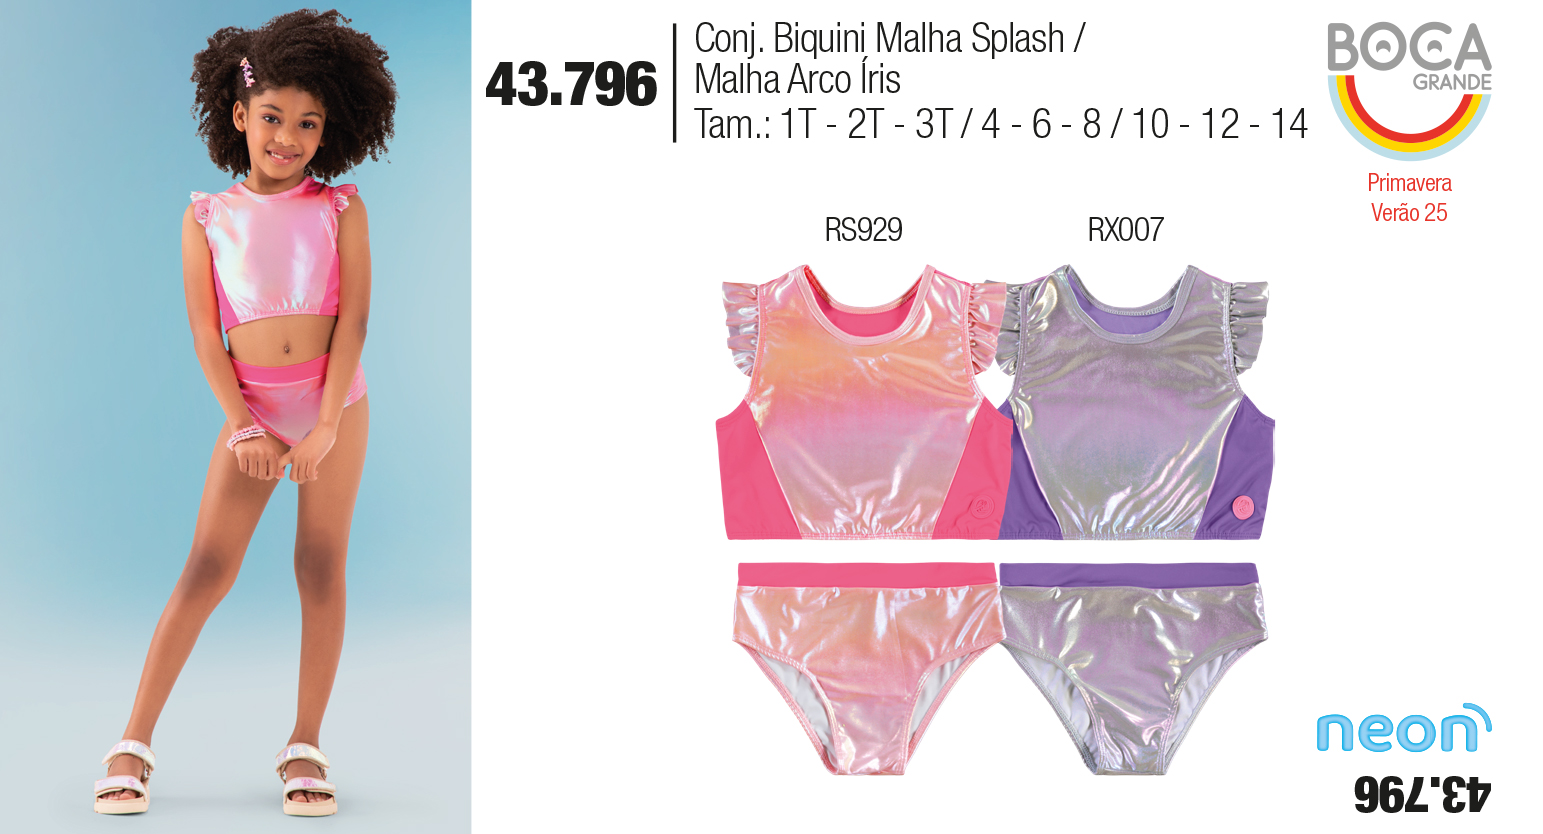 43.796
Conj. Biquini Malha Splash /
Malha Arco Íris
Tam.: 1T - 2T - 3T / 4 - 6 - 8 / 10 - 12 - 14
BOCA
GRANDE
Primavera
Verão 25
RS929
RX007
neon
43.796